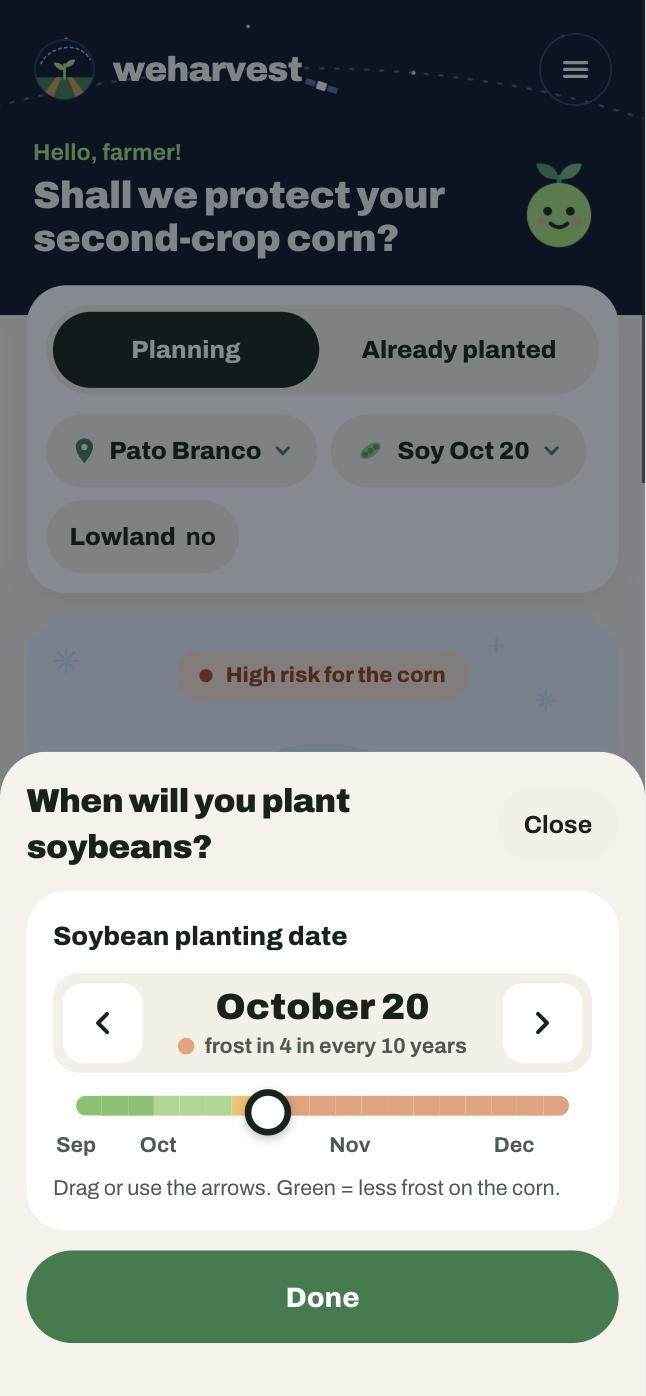 weharvest
Hello, farmer!
Shall we protect your
second-crop corn?
Planning
Already planted
Pato Branco
Soy Oct 20
Lowland no
High risk for the corn
When will you plant
soybeans?
Close
Soybean planting date
October 20
frost in 4 in every 10 years
Sep Oct Nov Dec
Drag or use the arrows. Green = less frost on the corn.
Done